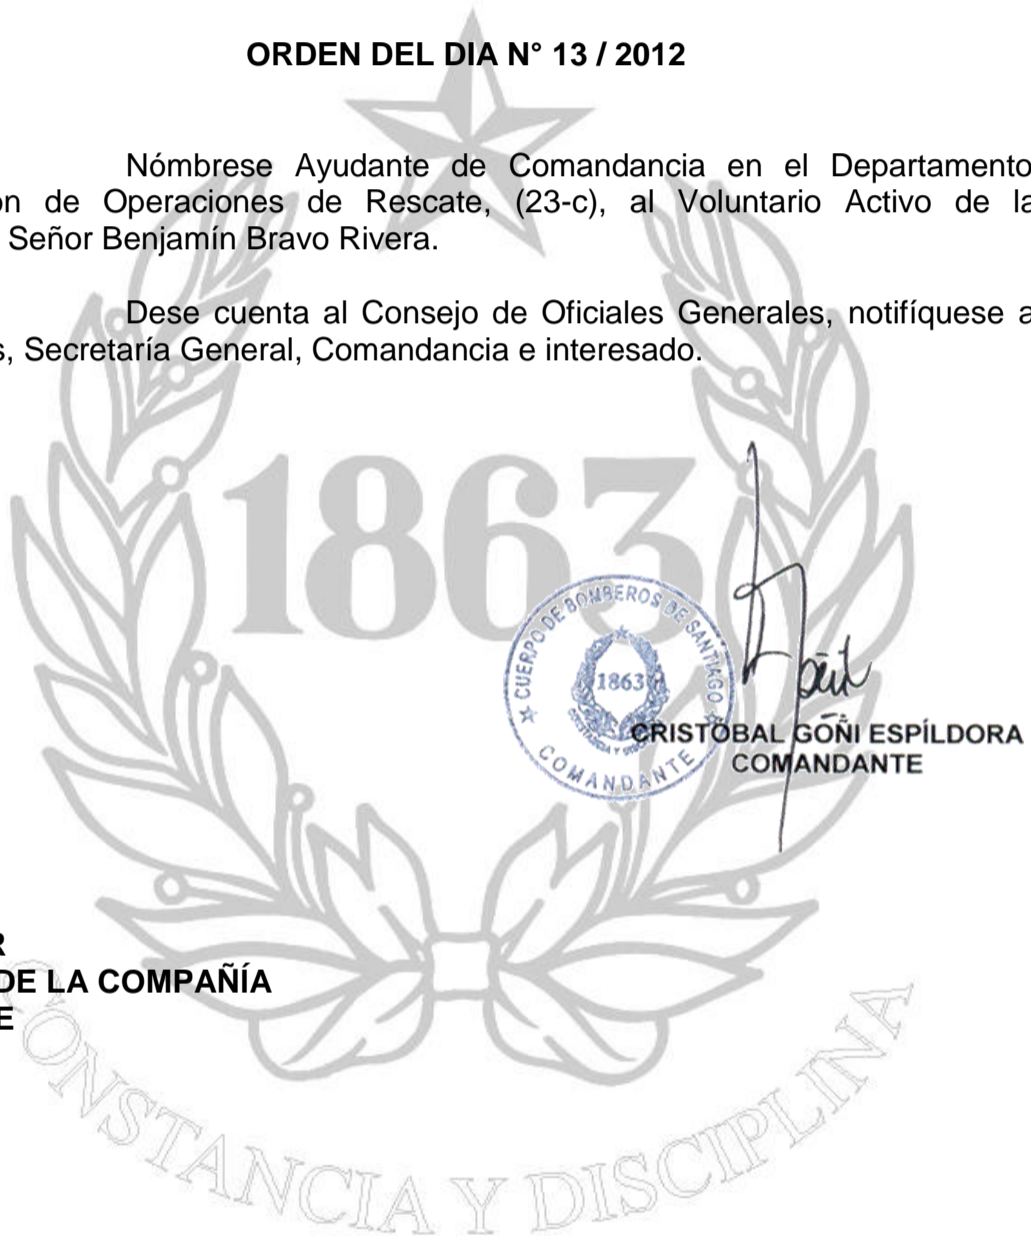 ORDEN DEL DIA N° 13 / 2012
Nómbrese Ayudante de Comandancia en el Departamento
ón de Operaciones de Rescate, (23-c), al Voluntario Activo de la
Señor Benjamín Bravo Rivera.
Dese cuenta al Consejo de Oficiales Generales, notifíquese a
s, Secretaría General, Comandancia e interesado.
1863
CUERPO DE BOMBEROS DE SANTIAGO
1863
COMANDANTE
CRISTÓBAL GOÑI ESPÍLDORA
COMANDANTE
R
DE LA COMPAÑÍA
E
CONSTANCIA Y DISCIPLINA